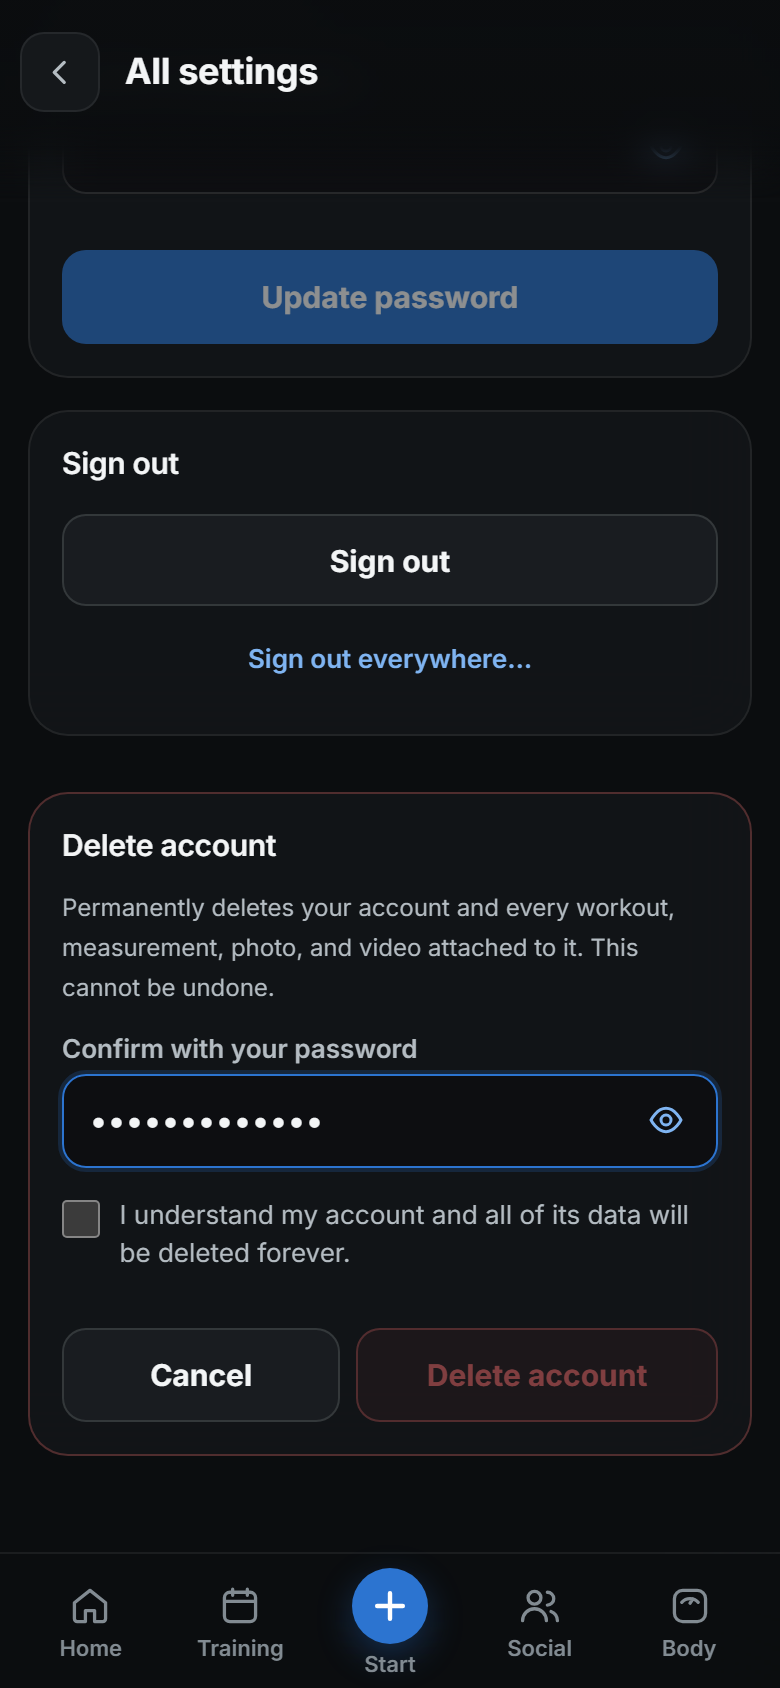 All settings
Update password
Sign out
Sign out
Sign out everywhere...
Delete account
Permanently deletes your account and every workout,
measurement, photo, and video attached to it. This
cannot be undone.
Confirm with your password
•••••••••••••
I understand my account and all of its data will
be deleted forever.
Cancel
Delete account
Home
Training
Start
Social
Body